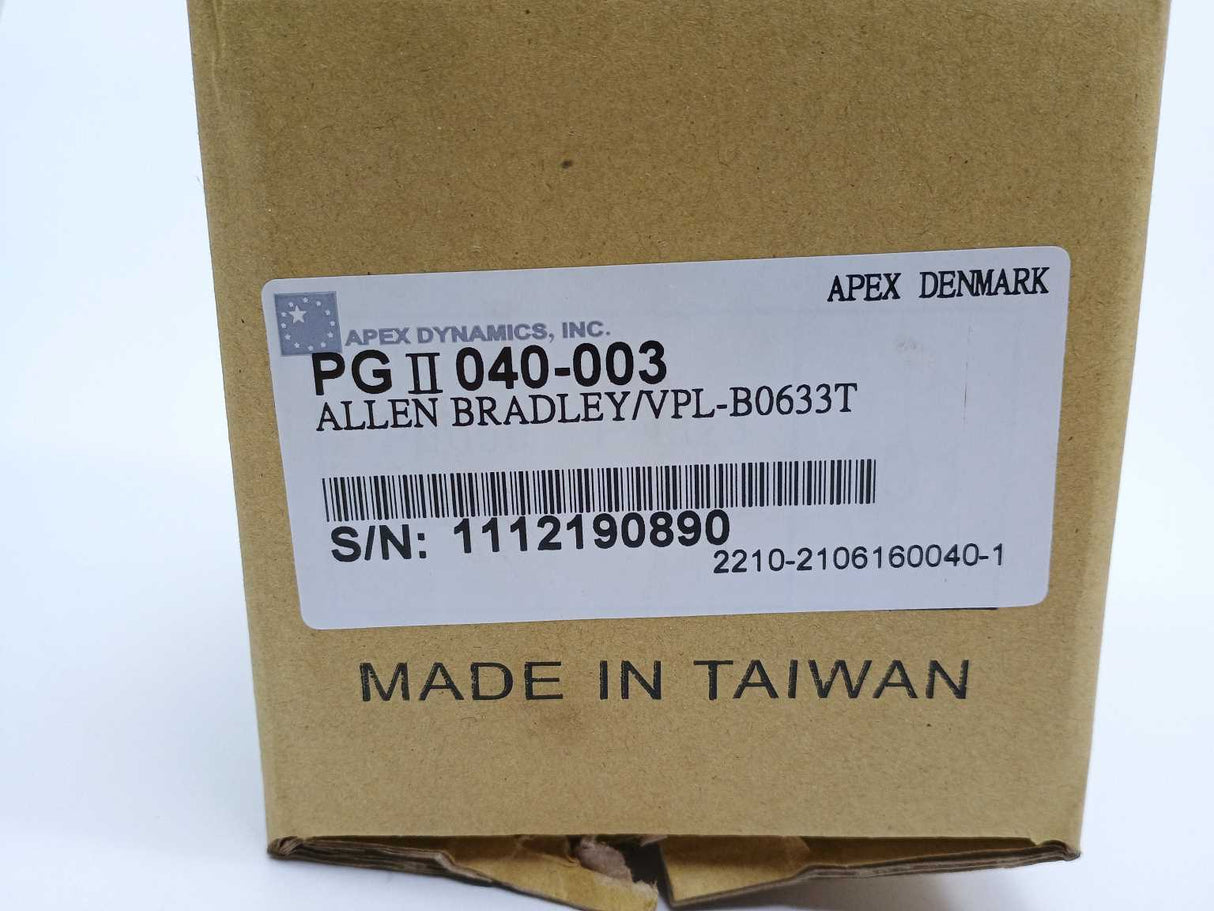 APEX DENMARK
APEX DYNAMICS, INC.
PG II 040-003
ALLEN BRADLEY/VPL-B0633T
S/N: 1112190890
2210-2106160040-1
MADE IN TAIWAN